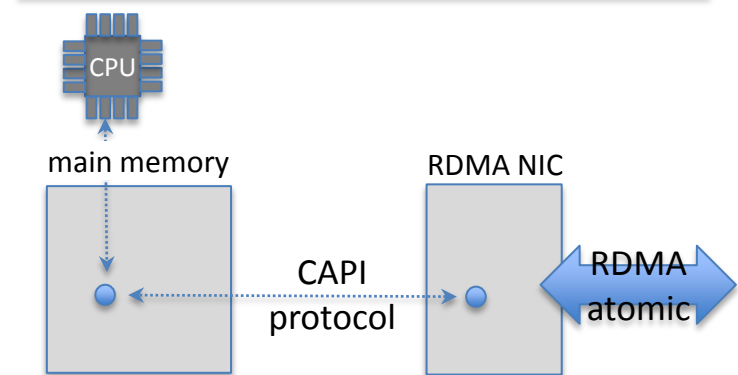 CPU
main memory
RDMA NIC
CAPI
protocol
RDMA
atomic